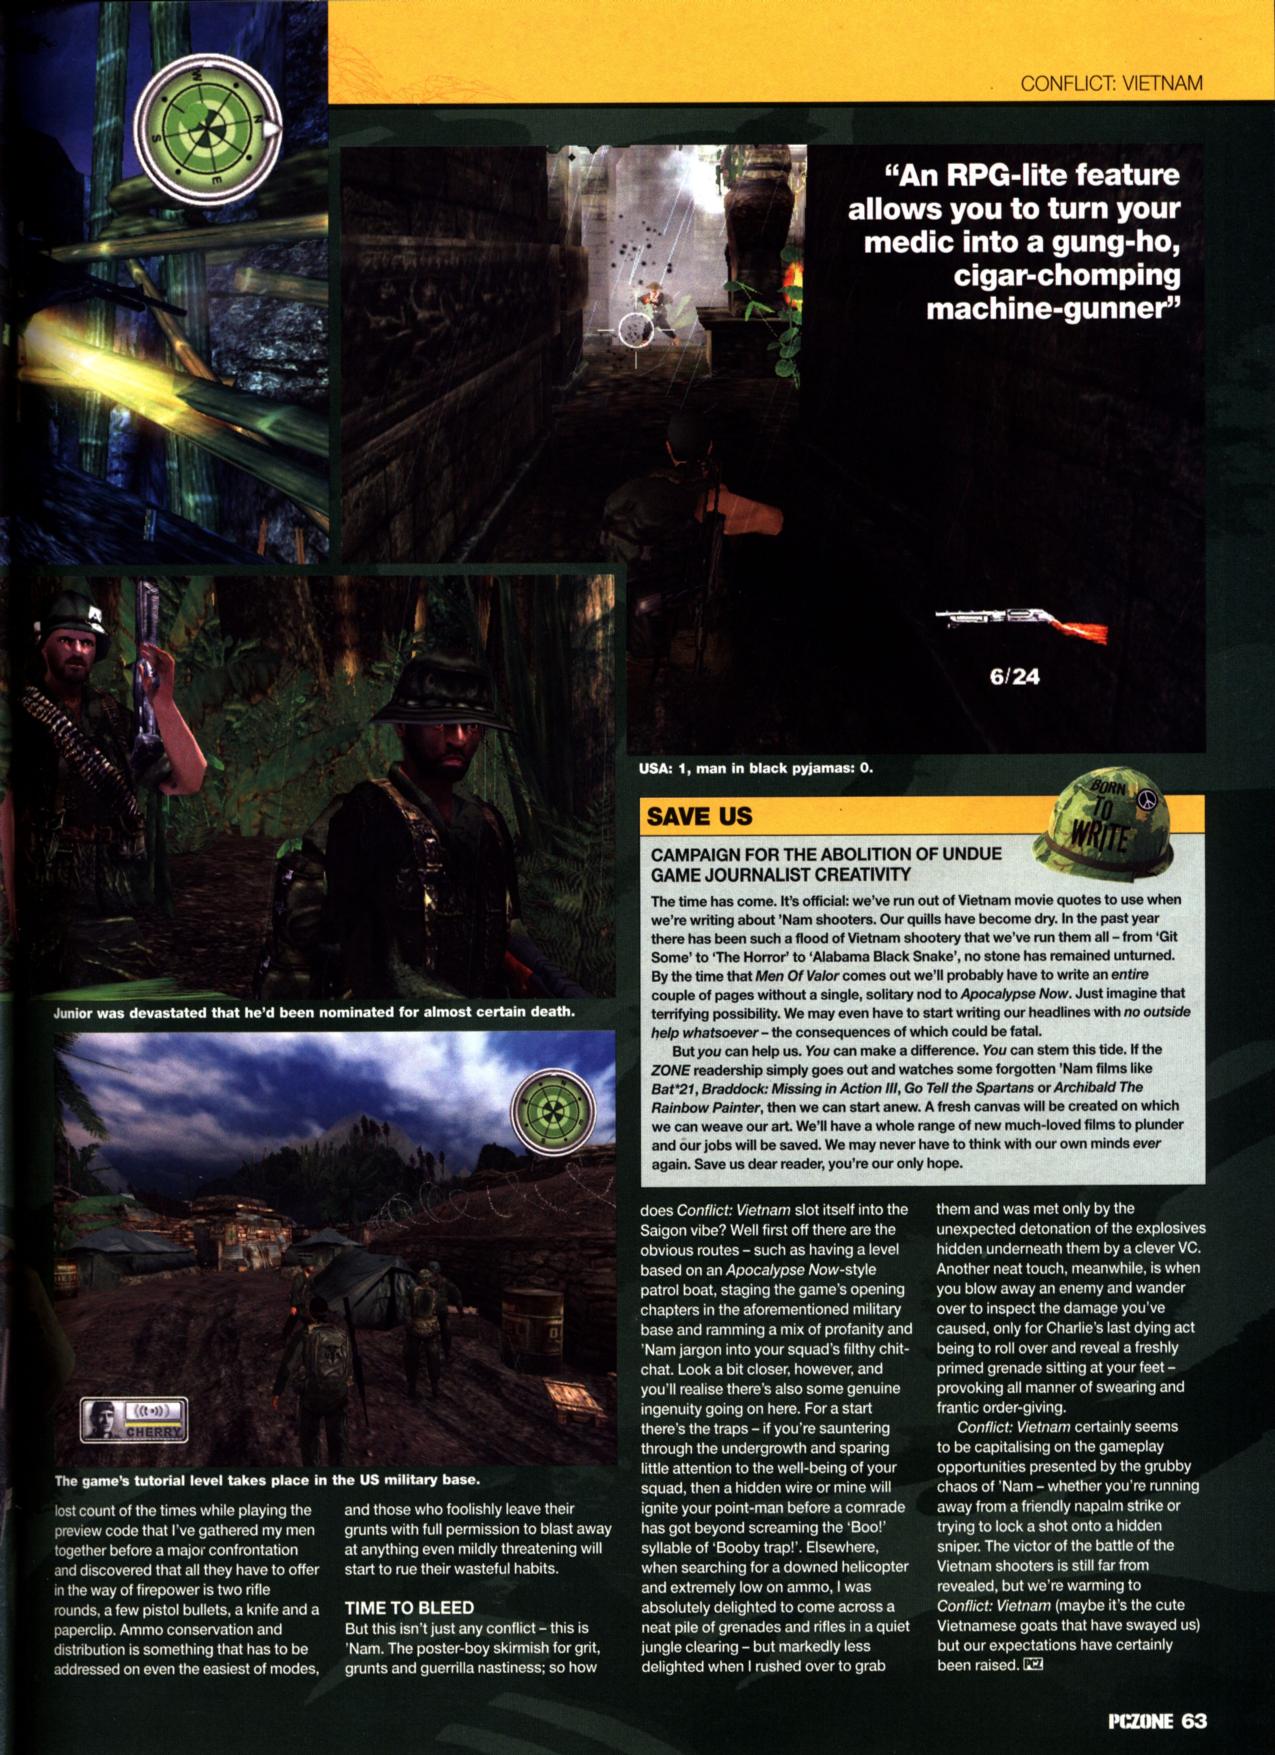 CONFLICT: VIETNAM
W
N
S
E
“An RPG-lite feature
allows you to turn your
medic into a gung-ho,
cigar-chomping
machine-gunner”
6/24
USA: 1, man in black pyjamas: 0.
Junior was devastated that he’d been nominated for almost certain death.
CHERRY
The game’s tutorial level takes place in the US military base.
SAVE US
BORN
TO
WRITE
CAMPAIGN FOR THE ABOLITION OF UNDUE
GAME JOURNALIST CREATIVITY
The time has come. It’s official: we’ve run out of Vietnam movie quotes to use when
we’re writing about ’Nam shooters. Our quills have become dry. In the past year
there has been such a flood of Vietnam shootery that we’ve run them all – from ‘Git
Some’ to ‘The Horror’ to ‘Alabama Black Snake’, no stone has remained unturned.
By the time that Men Of Valor comes out we’ll probably have to write an entire
couple of pages without a single, solitary nod to Apocalypse Now. Just imagine that
terrifying possibility. We may even have to start writing our headlines with no outside
help whatsoever – the consequences of which could be fatal.
But you can help us. You can make a difference. You can stem this tide. If the
ZONE readership simply goes out and watches some forgotten ’Nam films like
Bat*21, Braddock: Missing in Action III, Go Tell the Spartans or Archibald The
Rainbow Painter, then we can start anew. A fresh canvas will be created on which
we can weave our art. We’ll have a whole range of new much-loved films to plunder
and our jobs will be saved. We may never have to think with our own minds ever
again. Save us dear reader, you’re our only hope.
lost count of the times while playing the
preview code that I’ve gathered my men
together before a major confrontation
and discovered that all they have to offer
in the way of firepower is two rifle
rounds, a few pistol bullets, a knife and a
paperclip. Ammo conservation and
distribution is something that has to be
addressed on even the easiest of modes,
and those who foolishly leave their
grunts with full permission to blast away
at anything even mildly threatening will
start to rue their wasteful habits.
TIME TO BLEED
But this isn’t just any conflict – this is
’Nam. The poster-boy skirmish for grit,
grunts and guerrilla nastiness; so how
does Conflict: Vietnam slot itself into the
Saigon vibe? Well first off there are the
obvious routes – such as having a level
based on an Apocalypse Now-style
patrol boat, staging the game’s opening
chapters in the aforementioned military
base and ramming a mix of profanity and
’Nam jargon into your squad’s filthy chit-
chat. Look a bit closer, however, and
you’ll realise there’s also some genuine
ingenuity going on here. For a start
there’s the traps – if you’re sauntering
through the undergrowth and sparing
little attention to the well-being of your
squad, then a hidden wire or mine will
ignite your point-man before a comrade
has got beyond screaming the ‘Boo!’
syllable of ‘Booby trap!’. Elsewhere,
when searching for a downed helicopter
and extremely low on ammo, I was
absolutely delighted to come across a
neat pile of grenades and rifles in a quiet
jungle clearing – but markedly less
delighted when I rushed over to grab
them and was met only by the
unexpected detonation of the explosives
hidden underneath them by a clever VC.
Another neat touch, meanwhile, is when
you blow away an enemy and wander
over to inspect the damage you’ve
caused, only for Charlie’s last dying act
being to roll over and reveal a freshly
primed grenade sitting at your feet –
provoking all manner of swearing and
frantic order-giving.
Conflict: Vietnam certainly seems
to be capitalising on the gameplay
opportunities presented by the grubby
chaos of ’Nam – whether you’re running
away from a friendly napalm strike or
trying to lock a shot onto a hidden
sniper. The victor of the battle of the
Vietnam shooters is still far from
revealed, but we’re warming to
Conflict: Vietnam (maybe it’s the cute
Vietnamese goats that have swayed us)
but our expectations have certainly
been raised. PCZ
PCZONE 63